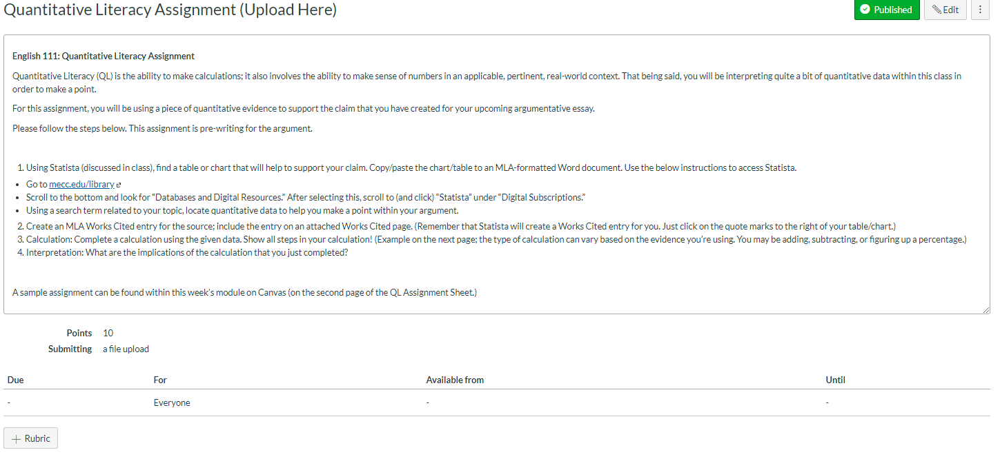 Quantitative Literacy Assignment (Upload Here)
Published
Edit
English 111: Quantitative Literacy Assignment
Quantitative Literacy (QL) is the ability to make calculations; it also involves the ability to make sense of numbers in an applicable, pertinent, real-world context. That being said, you will be interpreting quite a bit of quantitative data within this class in
order to make a point.
For this assignment, you will be using a piece of quantitative evidence to support the claim that you have created for your upcoming argumentative essay.
Please follow the steps below. This assignment is pre-writing for the argument.
1. Using Statista (discussed in class), find a table or chart that will help to support your claim. Copy/paste the chart/table to an MLA-formatted Word document. Use the below instructions to access Statista.
• Go to mecc.edu/library
• Scroll to the bottom and look for “Databases and Digital Resources.” After selecting this, scroll to (and click) “Statista” under “Digital Subscriptions.”
• Using a search term related to your topic, locate quantitative data to help you make a point within your argument.
2. Create an MLA Works Cited entry for the source; include the entry on an attached Works Cited page. (Remember that Statista will create a Works Cited entry for you. Just click on the quote marks to the right of your table/chart.)
3. Calculation: Complete a calculation using the given data. Show all steps in your calculation! (Example on the next page; the type of calculation can vary based on the evidence you’re using. You may be adding, subtracting, or figuring up a percentage.)
4. Interpretation: What are the implications of the calculation that you just completed?
A sample assignment can be found within this week's module on Canvas (on the second page of the QL Assignment Sheet.)
Points 10
Submitting a file upload
Due For Available from Until
- Everyone - -
+ Rubric